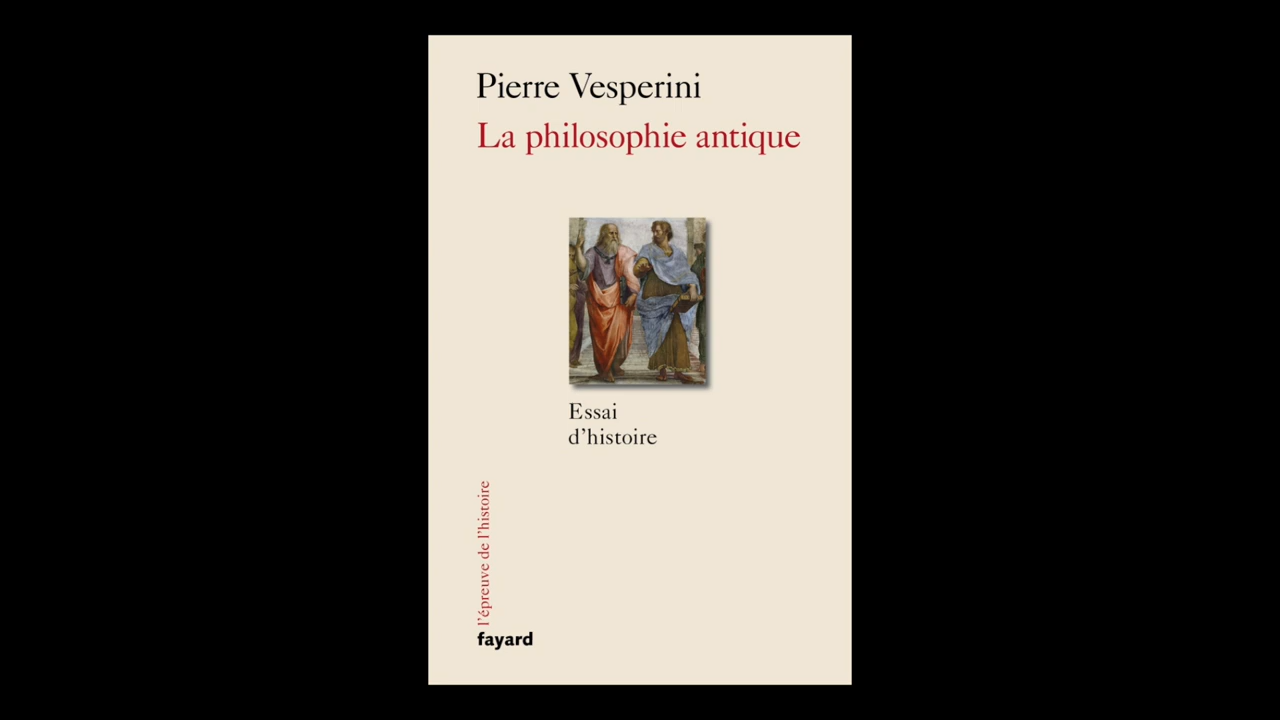 Pierre Vesperini
La philosophie antique
Essai
d’histoire
l’épreuve de l’histoire
fayard